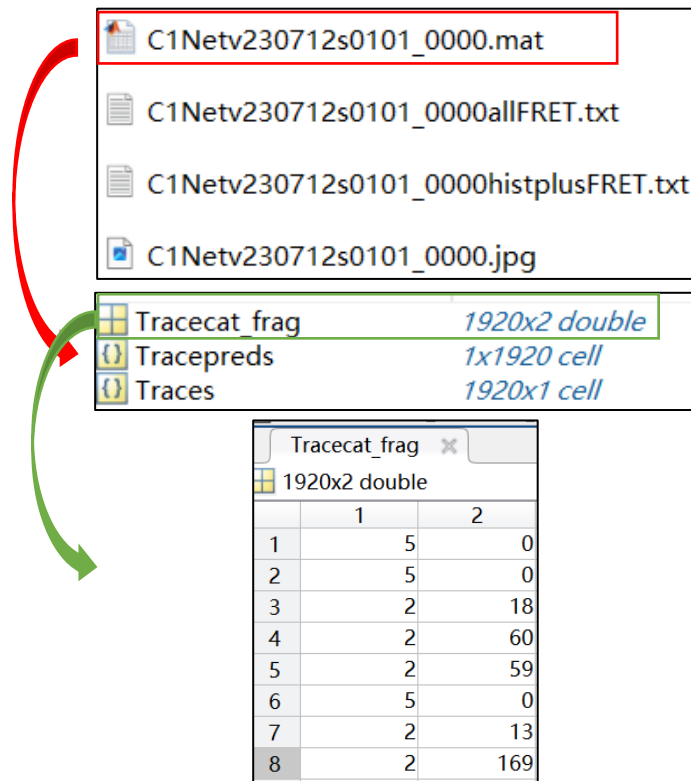 C1Netv230712s0101_0000.mat
C1Netv230712s0101_0000allFRET.txt
C1Netv230712s0101_0000histplusFRET.txt
C1Netv230712s0101_0000.jpg
Tracecat_frag 1920x2 double
{} Tracepreds 1x1920 cell
{} Traces 1920x1 cell
Tracecat_frag
1920x2 double
1 2
1 5 0
2 5 0
3 2 18
4 2 60
5 2 59
6 5 0
7 2 13
8 2 169